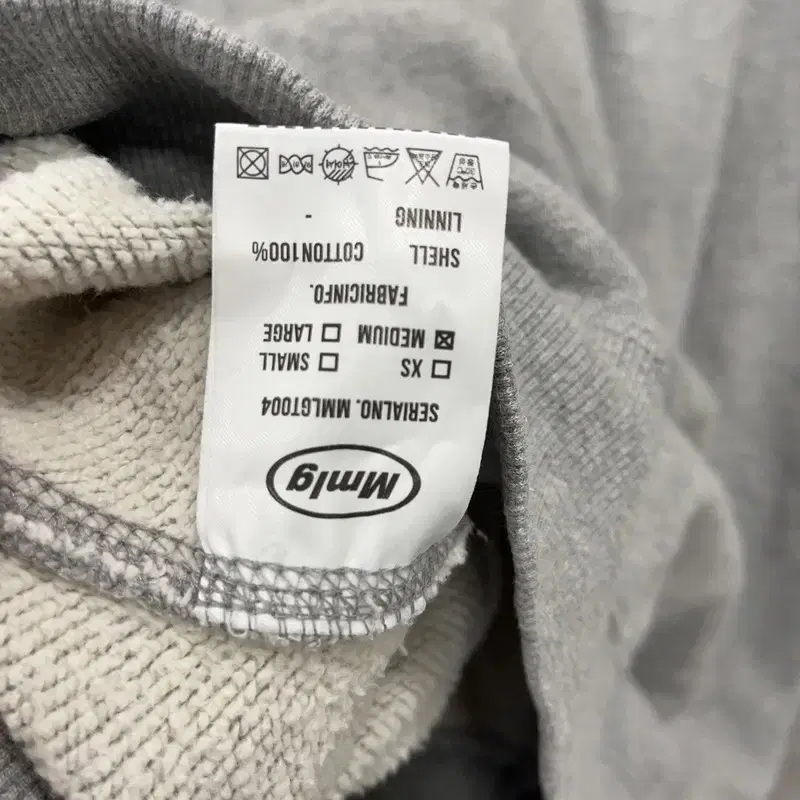 Mmlg
SERIALNO. MMLGT004
☐ XS ☐ SMALL
☒ MEDIUM ☐ LARGE
FABRICINFO.
SHELL COTTON100%
LINNING -